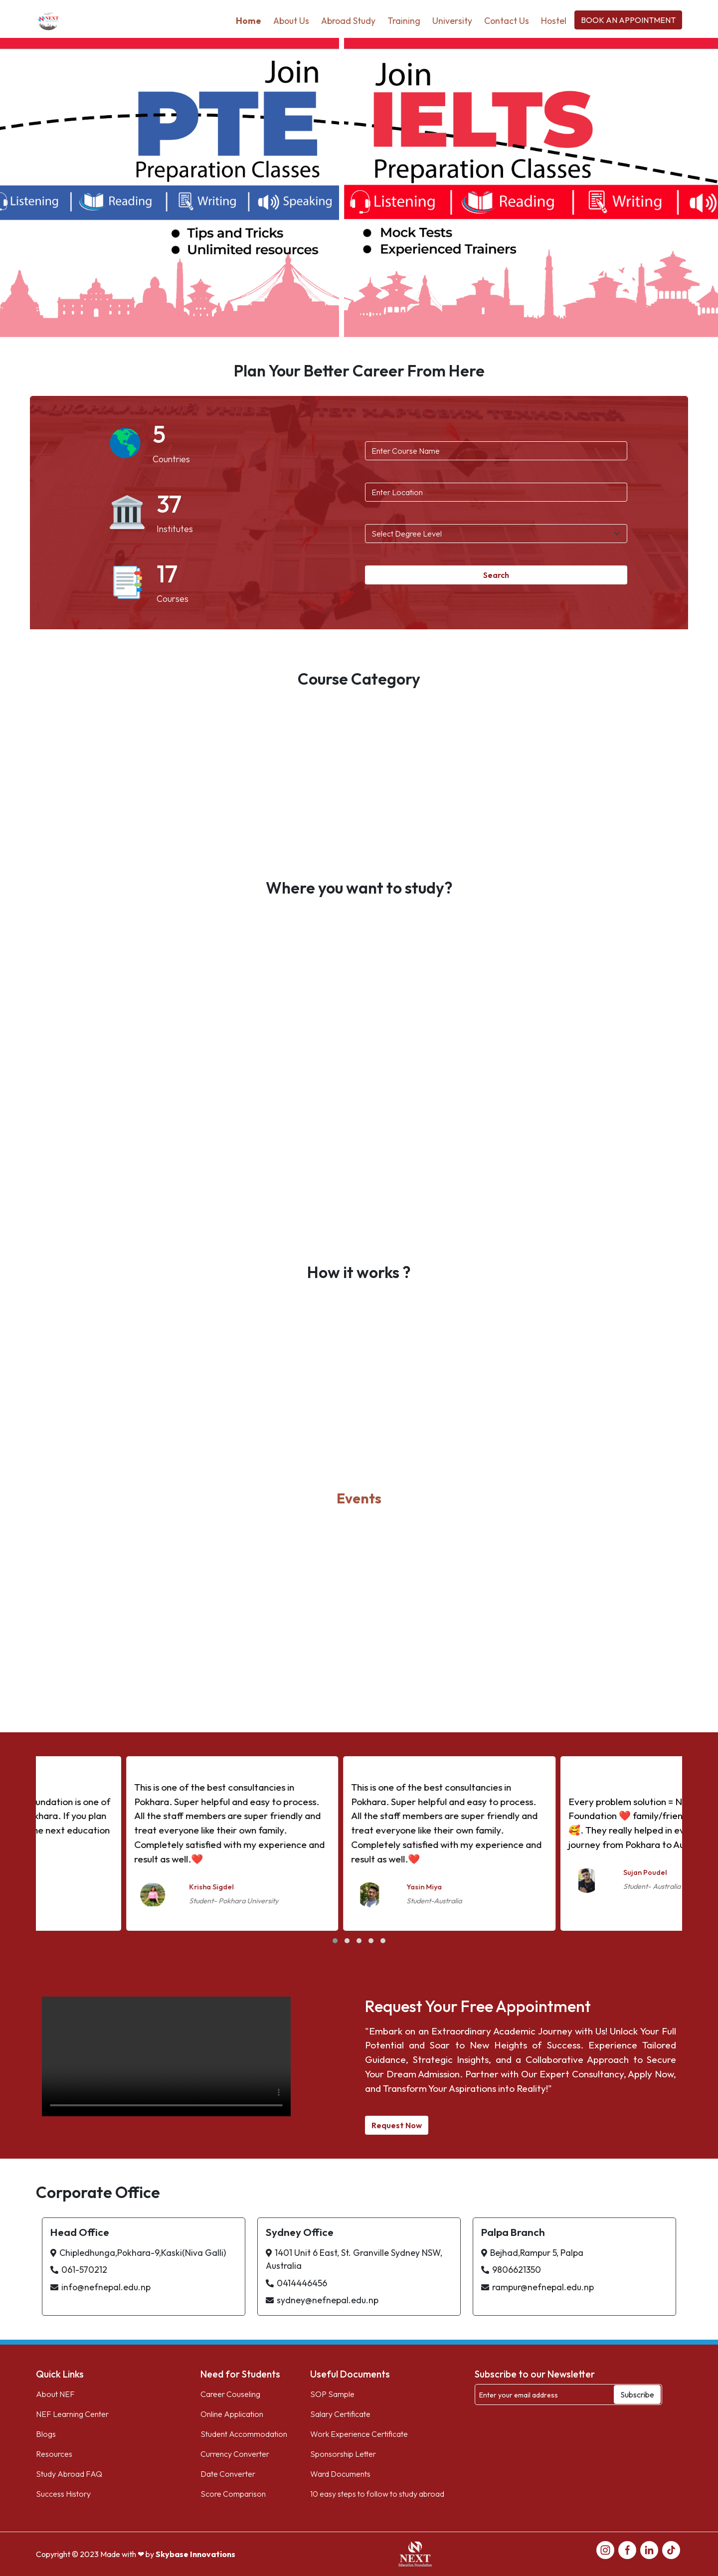 NEXT
Home About Us Abroad Study Training University Contact Us Hostel BOOK AN APPOINTMENT
Join
PTE
Preparation Classes
Listening Reading Writing Speaking
Tips and Tricks
Unlimited resources
Join
IELTS
Preparation Classes
Listening Reading Writing
Mock Tests
Experienced Trainers
Plan Your Better Career From Here
5
Countries
37
Institutes
17
Courses
Enter Course Name
Enter Location
Select Degree Level
Search
Course Category
Where you want to study?
How it works ?
Events
undation is one of
khara. If you plan
ne next education
This is one of the best consultancies in
Pokhara. Super helpful and easy to process.
All the staff members are super friendly and
treat everyone like their own family.
Completely satisfied with my experience and
result as well.❤️
Krisha Sigdel
Student- Pokhara University
This is one of the best consultancies in
Pokhara. Super helpful and easy to process.
All the staff members are super friendly and
treat everyone like their own family.
Completely satisfied with my experience and
result as well.❤️
Yasin Miya
Student-Australia
Every problem solution = N
Foundation ❤️ family/frien
🥰. They really helped in ev
journey from Pokhara to Au
Sujan Poudel
Student- Australia
Request Your Free Appointment
"Embark on an Extraordinary Academic Journey with Us! Unlock Your Full
Potential and Soar to New Heights of Success. Experience Tailored
Guidance, Strategic Insights, and a Collaborative Approach to Secure
Your Dream Admission. Partner with Our Expert Consultancy, Apply Now,
and Transform Your Aspirations into Reality!"
Request Now
Corporate Office
Head Office
Chipledhunga,Pokhara-9,Kaski(Niva Galli)
061-570212
info@nefnepal.edu.np
Sydney Office
1401 Unit 6 East, St. Granville Sydney NSW,
Australia
0414446456
sydney@nefnepal.edu.np
Palpa Branch
Bejhad,Rampur 5, Palpa
9806621350
rampur@nefnepal.edu.np
Quick Links
About NEF
NEF Learning Center
Blogs
Resources
Study Abroad FAQ
Success History
Need for Students
Career Couseling
Online Application
Student Accommodation
Currency Converter
Date Converter
Score Comparison
Useful Documents
SOP Sample
Salary Certificate
Work Experience Certificate
Sponsorship Letter
Ward Documents
10 easy steps to follow to study abroad
Subscribe to our Newsletter
Enter your email address Subscribe
Copyright © 2023 Made with ❤ by Skybase Innovations
NEXT
Education Foundation